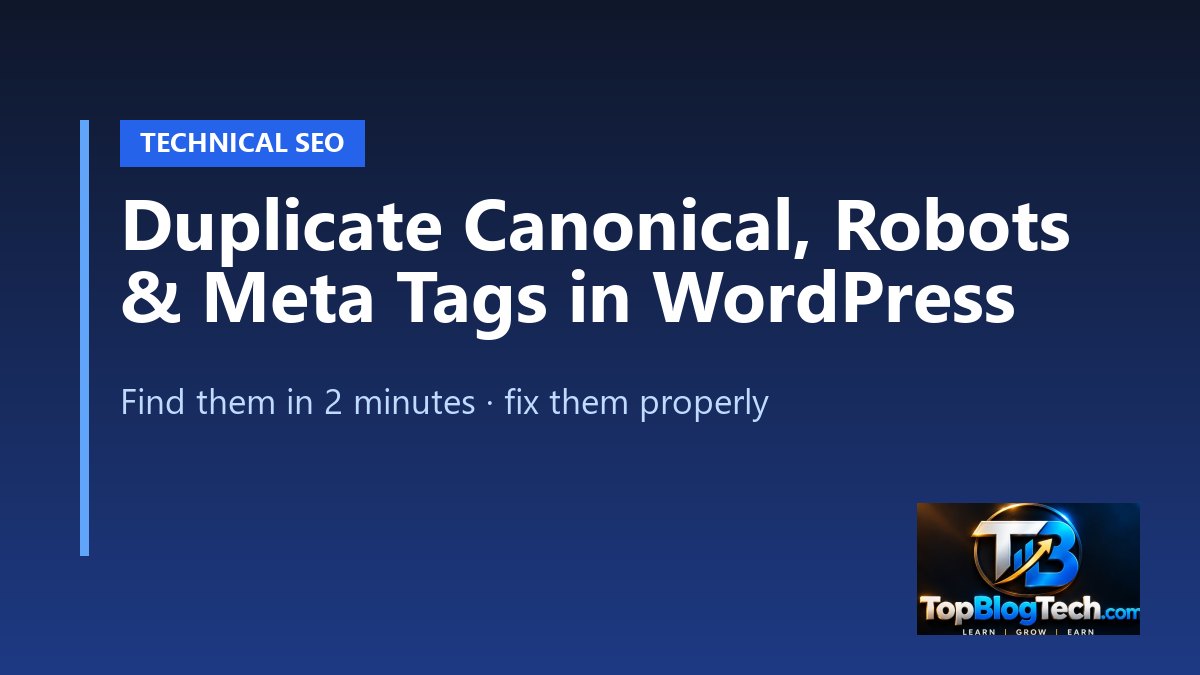 TECHNICAL SEO
Duplicate Canonical, Robots
& Meta Tags in WordPress
Find them in 2 minutes · fix them properly
TB
TopBlogTech.com
LEARN | GROW | EARN